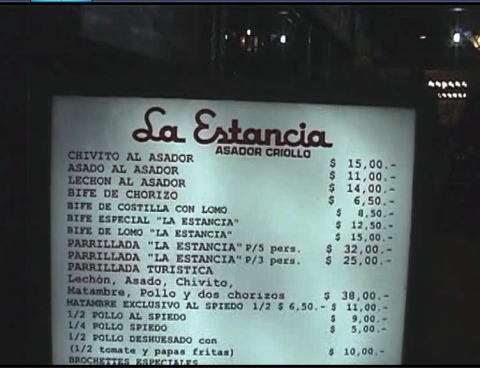 La Estancia
ASADOR CRIOLLO
CHIVITO AL ASADOR $ 15,00.-
ASADO AL ASADOR $ 11,00.-
LECHON AL ASADOR $ 14,00.-
BIFE DE CHORIZO $ 6,50.-
BIFE DE COSTILLA CON LOMO $ 8,50.-
BIFE ESPECIAL "LA ESTANCIA" $ 12,50.-
BIFE DE LOMO "LA ESTANCIA" $ 15,00.-
PARRILLADA "LA ESTANCIA" P/5 pers. $ 32,00.-
PARRILLADA "LA ESTANCIA" P/3 pers. $ 25,00.-
PARRILLADA TURISTICA
Lechón, Asado, Chivito,
Matambre, Pollo y dos chorizos $ 38,00.-
MATAMBRE EXCLUSIVO AL SPIEDO 1/2 $ 6,50.- $ 11,00.-
1/2 POLLO AL SPIEDO $ 9,00.-
1/4 POLLO SPIEDO $ 5,00.-
1/2 POLLO DESHUESADO con
(1/2 tomate y papas fritas) $ 10,00.-
BROCHETTES ESPECIALES